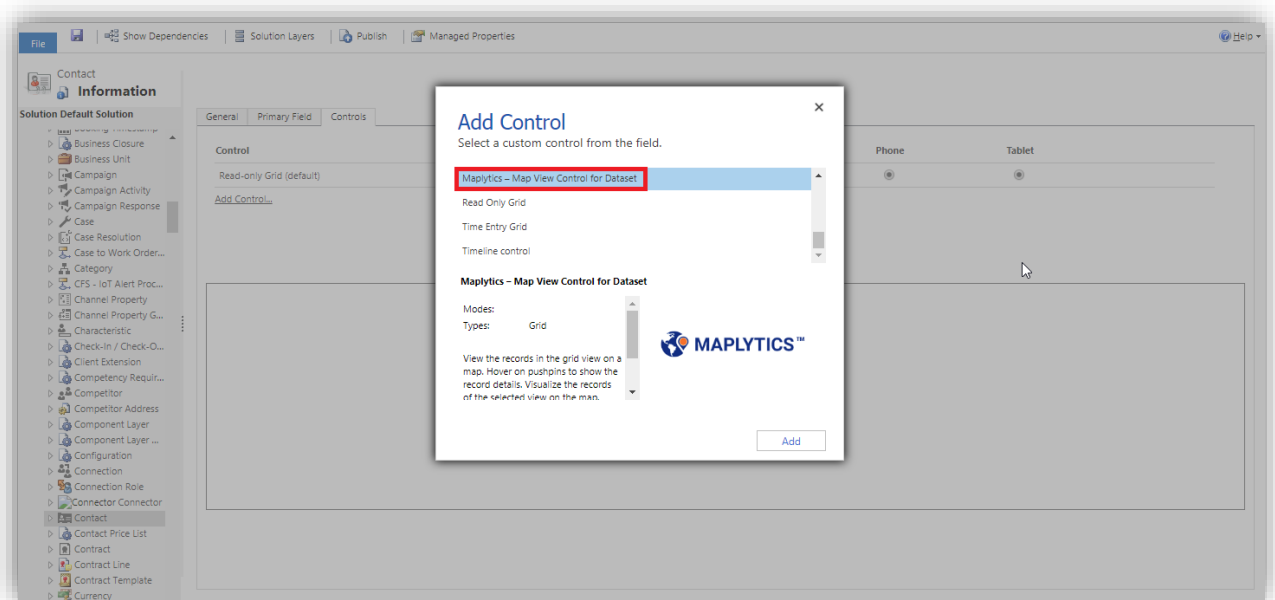 File
Show Dependencies
Solution Layers
Publish
Managed Properties
Help
Contact
Information
Solution Default Solution
Business Closure
Business Unit
Campaign
Campaign Activity
Campaign Response
Case
Case Resolution
Case to Work Order...
Category
CFS - IoT Alert Proc...
Channel Property
Channel Property G...
Characteristic
Check-In / Check-O...
Client Extension
Competency Requir...
Competitor
Competitor Address
Component Layer
Component Layer ...
Configuration
Connection
Connection Role
Connector Connector
Contact
Contact Price List
Contract
Contract Line
Contract Template
Currency
General
Primary Field
Controls
Control
Phone
Tablet
Read-only Grid (default)
Add Control...
Add Control
Select a custom control from the field.
Maplytics – Map View Control for Dataset
Read Only Grid
Time Entry Grid
Timeline control
Maplytics – Map View Control for Dataset
Modes:
Types: Grid
View the records in the grid view on a
map. Hover on pushpins to show the
record details. Visualize the records
of the selected view on the map.
MAPLYTICS™
Add